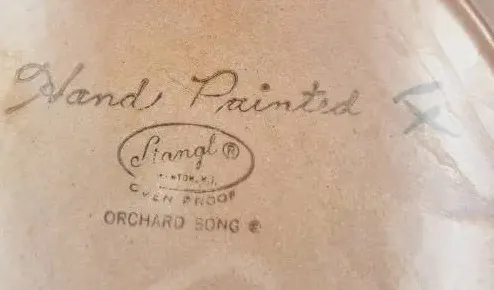 Hand Painted
Stangl ®
OVEN PROOF
ORCHARD SONG ®